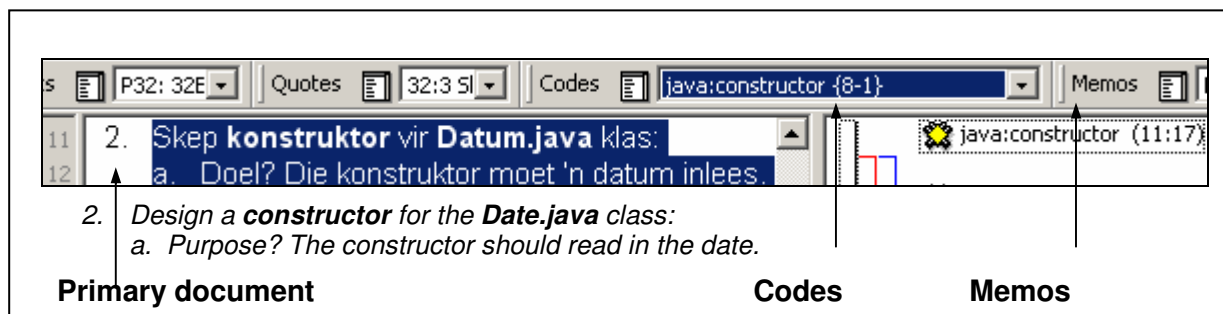 s P32: 32E Quotes 32:3 Sl Codes java:constructor {8-1} Memos
11 2. Skep konstruktor vir Datum.java klas: java:constructor (11:17)
12 a. Doel? Die konstruktor moet 'n datum inlees.
2. Design a constructor for the Date.java class:
a. Purpose? The constructor should read in the date.
Primary document Codes Memos